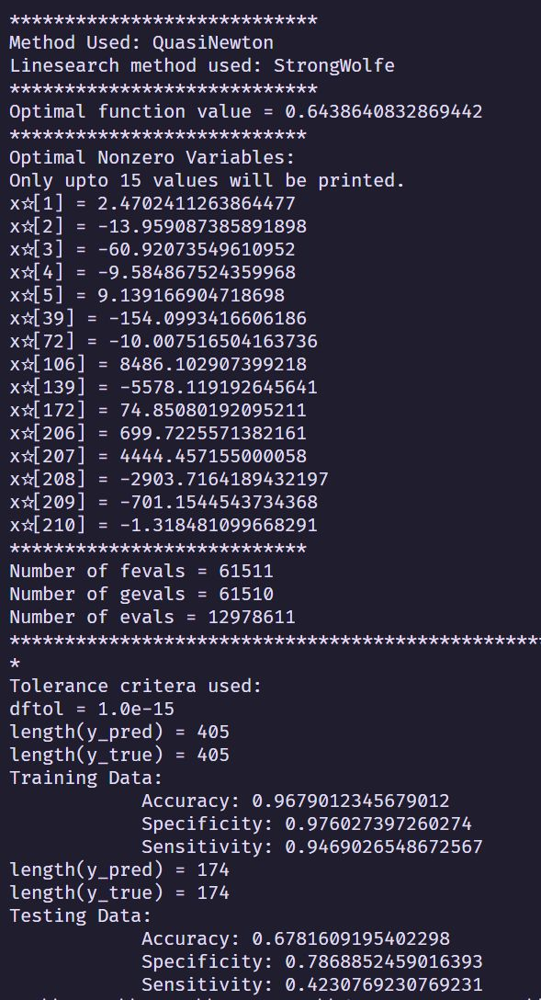 ****************************
Method Used: QuasiNewton
Linesearch method used: StrongWolfe
****************************
Optimal function value = 0.6438640832869442
***************************
Optimal Nonzero Variables:
Only upto 15 values will be printed.
x☆[1] = 2.4702411263864477
x☆[2] = -13.959087385891898
x☆[3] = -60.92073549610952
x☆[4] = -9.584867524359968
x☆[5] = 9.139166904718698
x☆[39] = -154.0993416606186
x☆[72] = -10.007516504163736
x☆[106] = 8486.102907399218
x☆[139] = -5578.119192645641
x☆[172] = 74.85080192095211
x☆[206] = 699.7225571382161
x☆[207] = 4444.457155000058
x☆[208] = -2903.7164189432197
x☆[209] = -701.1544543734368
x☆[210] = -1.318481099668291
***************************
Number of fevals = 61511
Number of gevals = 61510
Number of evals = 12978611
*************************************************
*
Tolerance critera used:
dftol = 1.0e-15
length(y_pred) = 405
length(y_true) = 405
Training Data:
Accuracy: 0.9679012345679012
Specificity: 0.976027397260274
Sensitivity: 0.9469026548672567
length(y_pred) = 174
length(y_true) = 174
Testing Data:
Accuracy: 0.6781609195402298
Specificity: 0.7868852459016393
Sensitivity: 0.4230769230769231